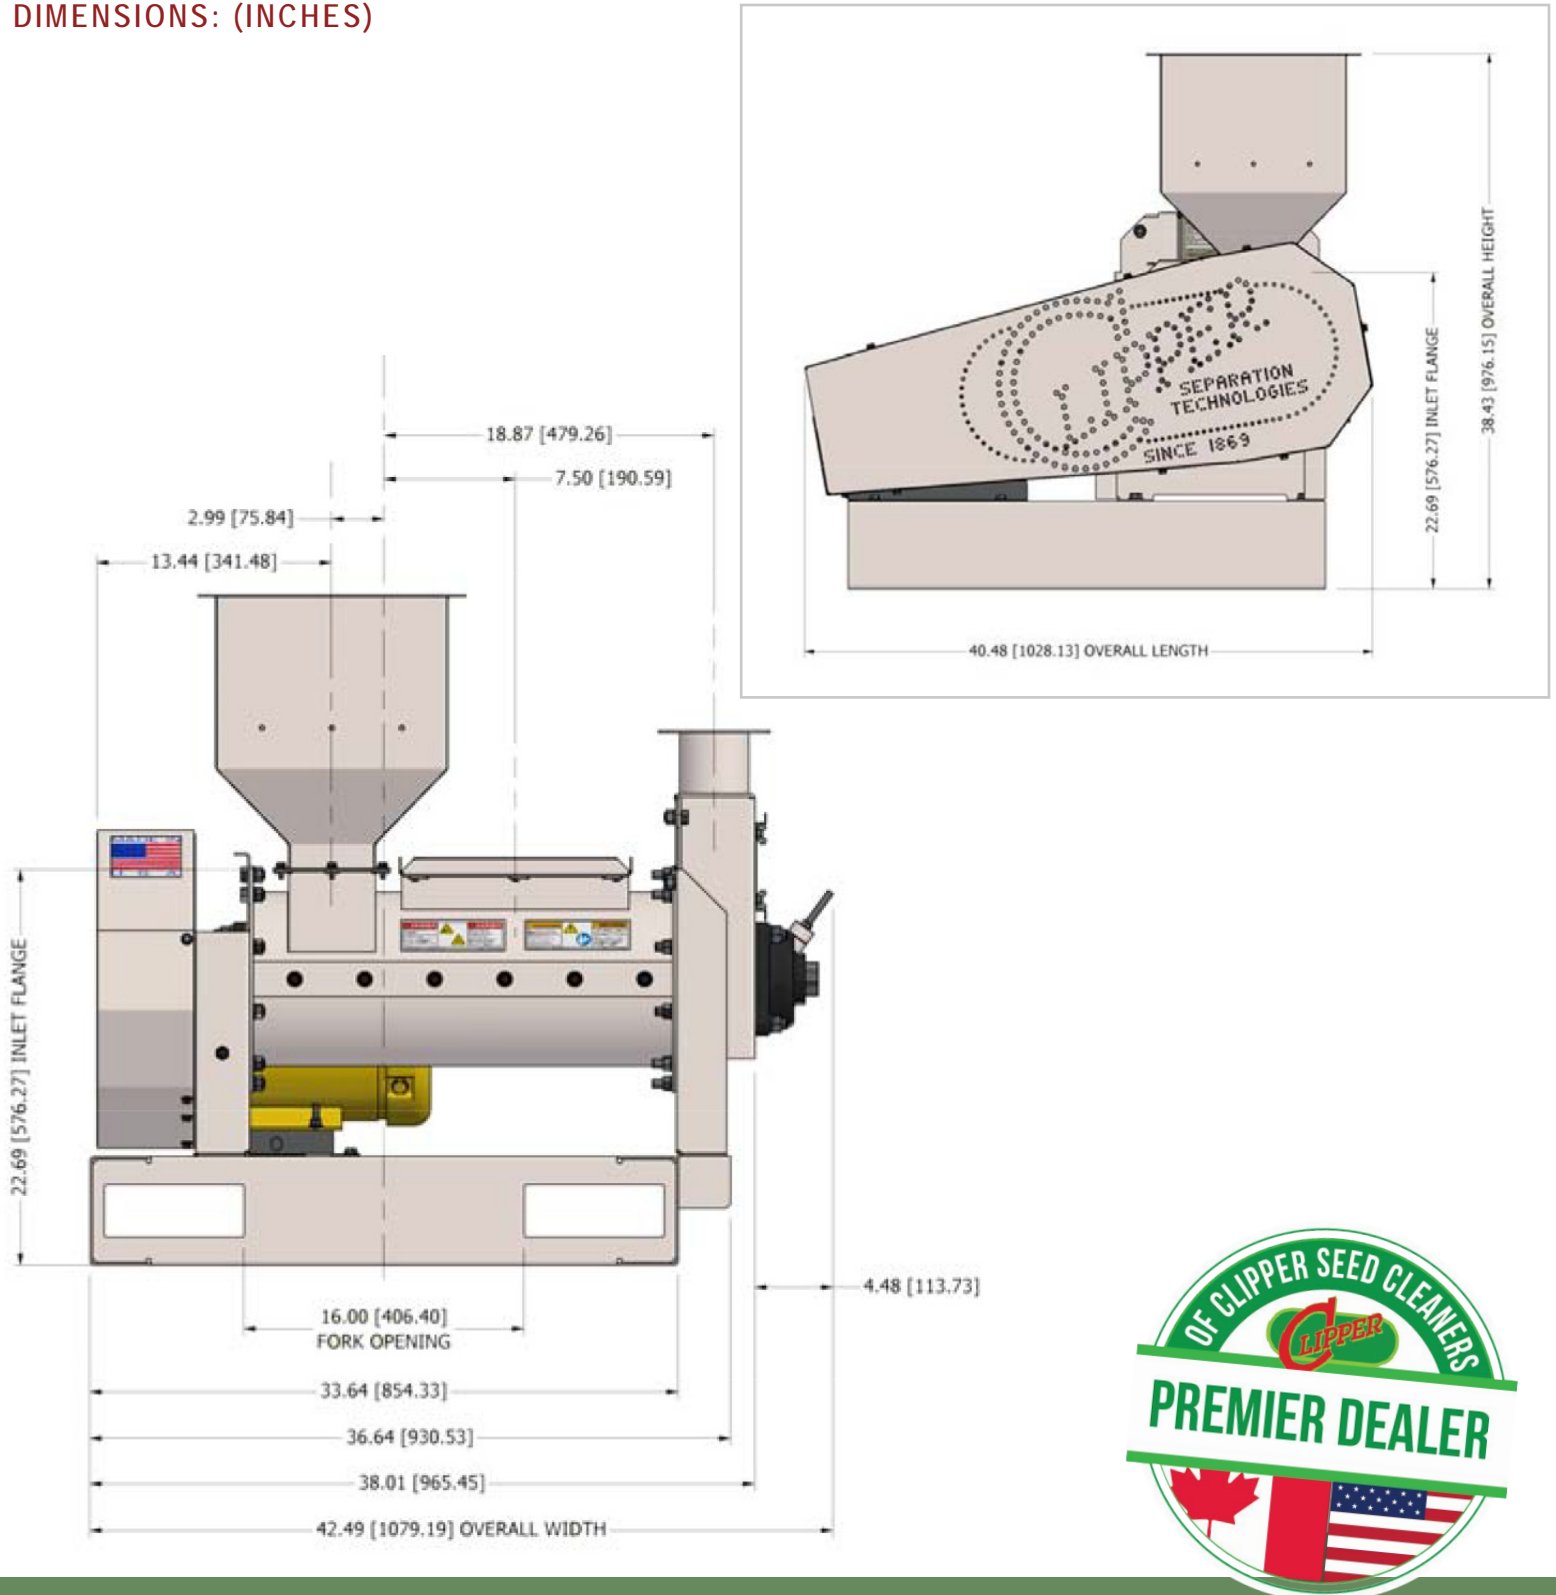 DIMENSIONS: (INCHES)
38.43 [976.15] OVERALL HEIGHT
22.69 [576.27] INLET FLANGE
CLIPPER
SEPARATION
TECHNOLOGIES
SINCE 1869
40.48 [1028.13] OVERALL LENGTH
18.87 [479.26]
7.50 [190.59]
2.99 [75.84]
13.44 [341.48]
22.69 [576.27] INLET FLANGE
4.48 [113.73]
16.00 [406.40]
FORK OPENING
33.64 [854.33]
36.64 [930.53]
38.01 [965.45]
42.49 [1079.19] OVERALL WIDTH
OF CLIPPER SEED CLEANERS
CLIPPER
PREMIER DEALER